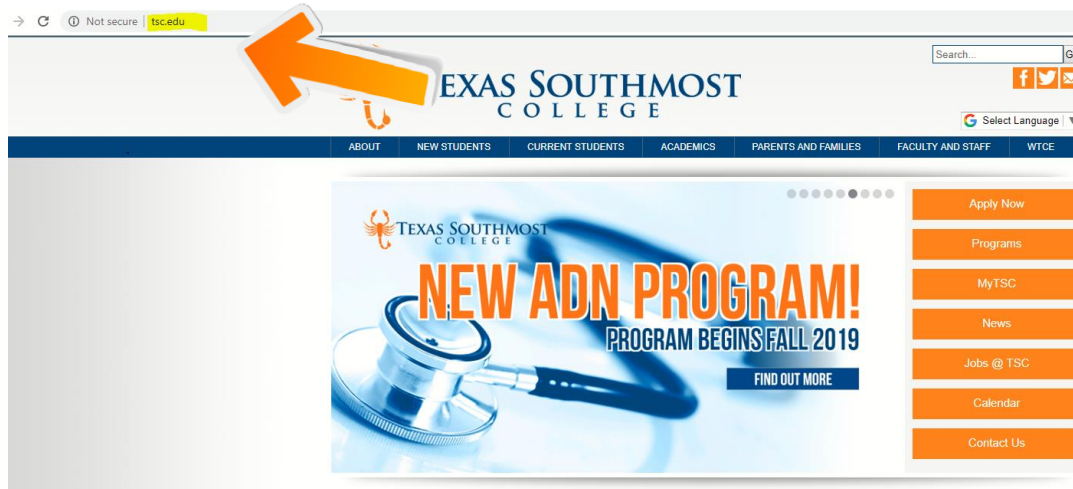 Not secure | tsc.edu
Search...
EXAS SOUTHMOST
COLLEGE
Select Language
ABOUT NEW STUDENTS CURRENT STUDENTS ACADEMICS PARENTS AND FAMILIES FACULTY AND STAFF WTCE
TEXAS SOUTHMOST
COLLEGE
NEW ADN PROGRAM!
PROGRAM BEGINS FALL 2019
FIND OUT MORE
Apply Now
Programs
MyTSC
News
Jobs @ TSC
Calendar
Contact Us